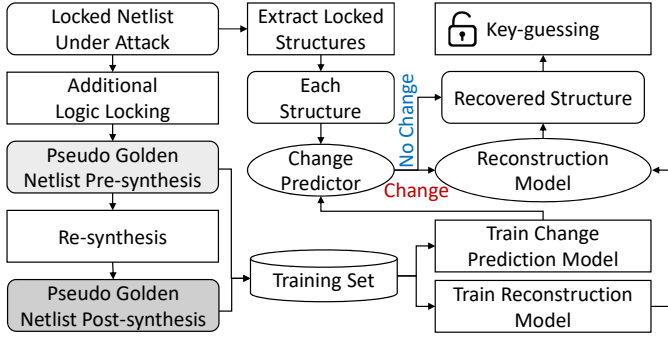 Locked Netlist
Under Attack
Extract Locked
Structures
Key-guessing
Additional
Logic Locking
Each
Structure
No Change
Recovered Structure
Pseudo Golden
Netlist Pre-synthesis
Change
Predictor
Change
Reconstruction
Model
Re-synthesis
Training Set
Train Change
Prediction Model
Pseudo Golden
Netlist Post-synthesis
Train Reconstruction
Model